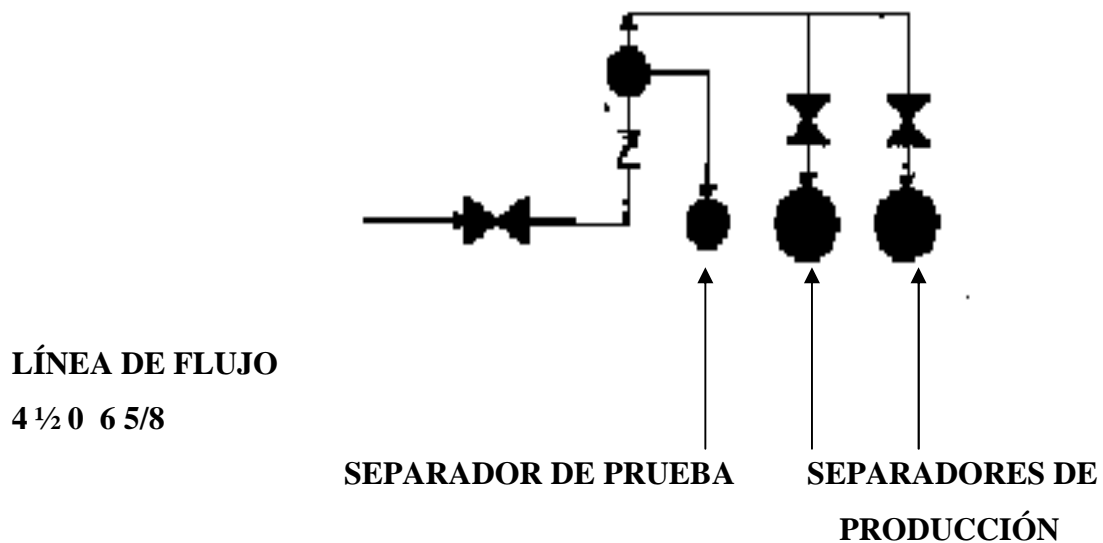 LÍNEA DE FLUJO
4 ½ 0 6 5/8
SEPARADOR DE PRUEBA
SEPARADORES DE
PRODUCCIÓN